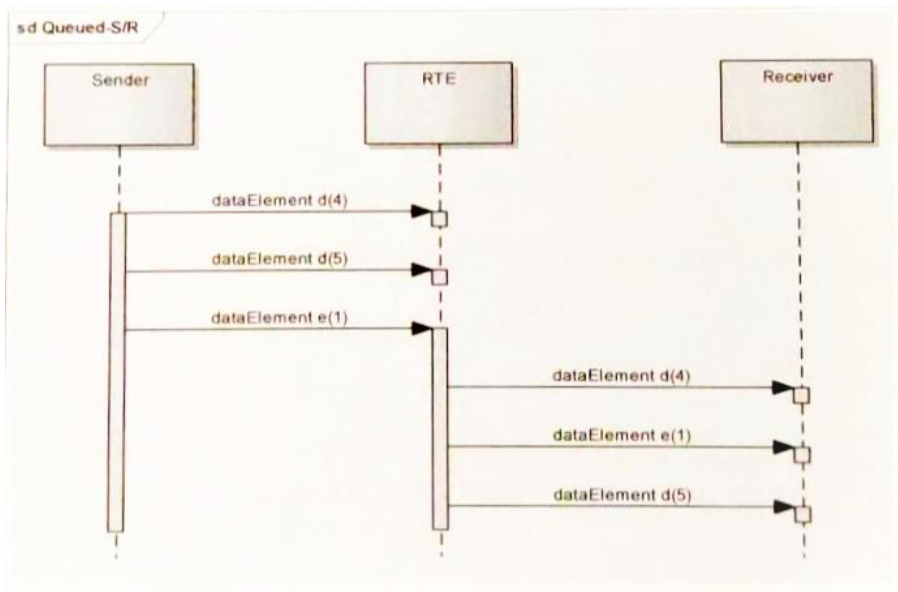 sd Queued-S/R
Sender
RTE
Receiver
dataElement d(4)
dataElement d(5)
dataElement e(1)
dataElement d(4)
dataElement e(1)
dataElement d(5)